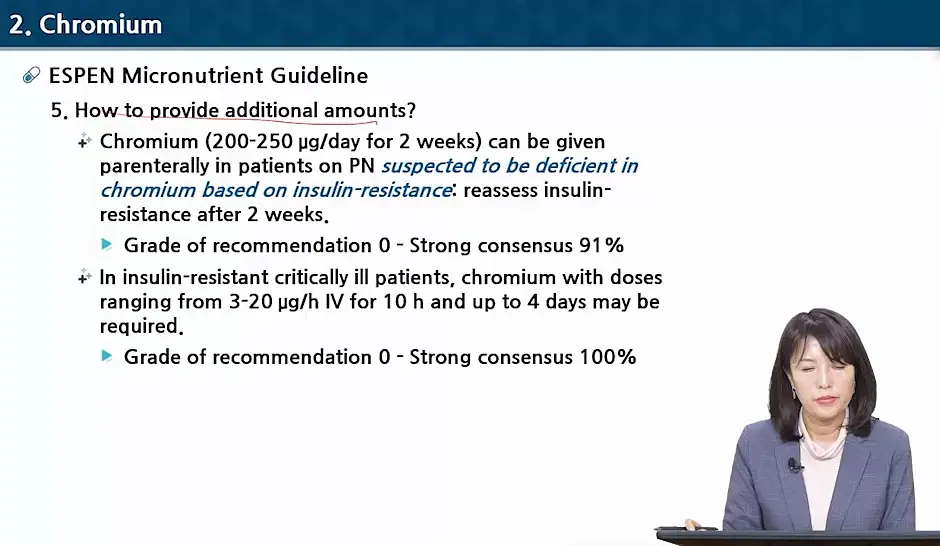 2. Chromium
ESPEN Micronutrient Guideline
5. How to provide additional amounts?
Chromium (200-250 μg/day for 2 weeks) can be given
parenterally in patients on PN suspected to be deficient in
chromium based on insulin-resistance: reassess insulin-
resistance after 2 weeks.
Grade of recommendation 0 - Strong consensus 91%
In insulin-resistant critically ill patients, chromium with doses
ranging from 3-20 μg/h IV for 10 h and up to 4 days may be
required.
Grade of recommendation 0 - Strong consensus 100%